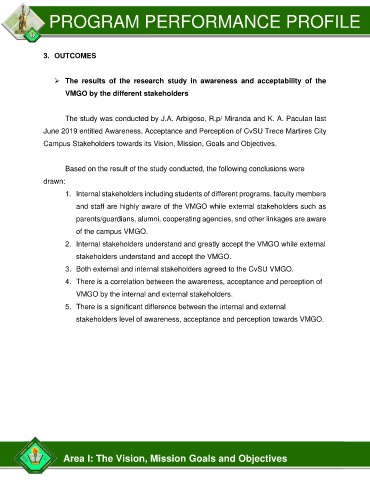 PROGRAM PERFORMANCE PROFILE
3. OUTCOMES
➢ The results of the research study in awareness and acceptability of the
VMGO by the different stakeholders
The study was conducted by J.A. Arbigoso, R.p/ Miranda and K. A. Paculan last
June 2019 entitled Awareness, Acceptance and Perception of CvSU Trece Martires City
Campus Stakeholders towards its Vision, Mission, Goals and Objectives.
Based on the result of the study conducted, the following conclusions were
drawn:
1. Internal stakeholders including students of different programs, faculty members
and staff are highly aware of the VMGO while external stakeholders such as
parents/guardians, alumni, cooperating agencies, snd other linkages are aware
of the campus VMGO.
2. Internal stakeholders understand and greatly accept the VMGO while external
stakeholders understand and accept the VMGO.
3. Both external and internal stakeholders agreed to the CvSU VMGO.
4. There is a correlation between the awareness, acceptance and perception of
VMGO by the internal and external stakeholders.
5. There is a significant difference between the internal and external
stakeholders level of awareness, acceptance and perception towards VMGO.
Area I: The Vision, Mission Goals and Objectives